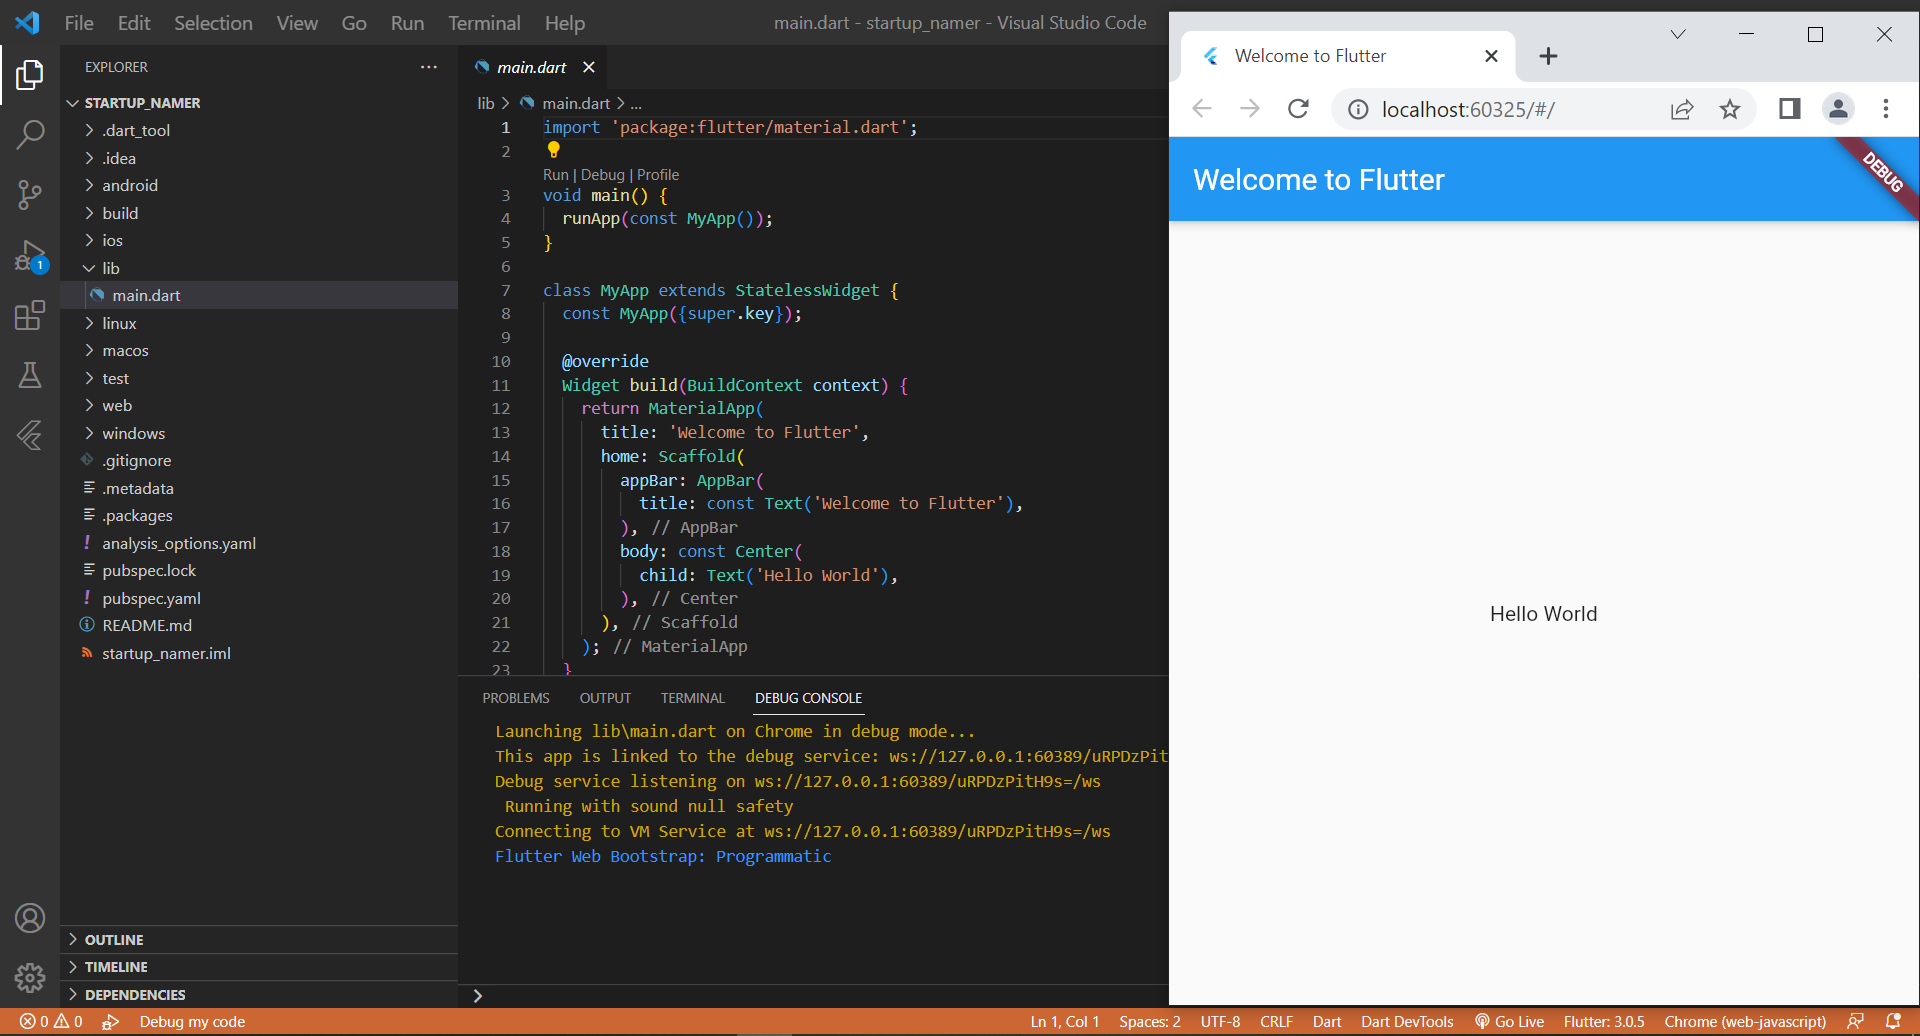 File Edit Selection View Go Run Terminal Help
main.dart - startup_namer - Visual Studio Code
EXPLORER
STARTUP_NAMER
.dart_tool
.idea
android
build
ios
lib
main.dart
linux
macos
test
web
windows
.gitignore
.metadata
.packages
analysis_options.yaml
pubspec.lock
pubspec.yaml
README.md
startup_namer.iml
OUTLINE
TIMELINE
DEPENDENCIES
1
main.dart
lib > main.dart > ...
1 import 'package:flutter/material.dart';
2
Run | Debug | Profile
3 void main() {
4 runApp(const MyApp());
5 }
6
7 class MyApp extends StatelessWidget {
8 const MyApp({super.key});
9
10 @override
11 Widget build(BuildContext context) {
12 return MaterialApp(
13 title: 'Welcome to Flutter',
14 home: Scaffold(
15 appBar: AppBar(
16 title: const Text('Welcome to Flutter'),
17 ), // AppBar
18 body: const Center(
19 child: Text('Hello World'),
20 ), // Center
21 ), // Scaffold
22 ); // MaterialApp
23 }
PROBLEMS OUTPUT TERMINAL DEBUG CONSOLE
Launching lib\main.dart on Chrome in debug mode...
This app is linked to the debug service: ws://127.0.0.1:60389/uRPDzPit
Debug service listening on ws://127.0.0.1:60389/uRPDzPitH9s=/ws
Running with sound null safety
Connecting to VM Service at ws://127.0.0.1:60389/uRPDzPitH9s=/ws
Flutter Web Bootstrap: Programmatic
Welcome to Flutter
localhost:60325/#/
Welcome to Flutter
DEBUG
Hello World
0 0 Debug my code
Ln 1, Col 1 Spaces: 2 UTF-8 CRLF Dart Dart DevTools Go Live Flutter: 3.0.5 Chrome (web-javascript)